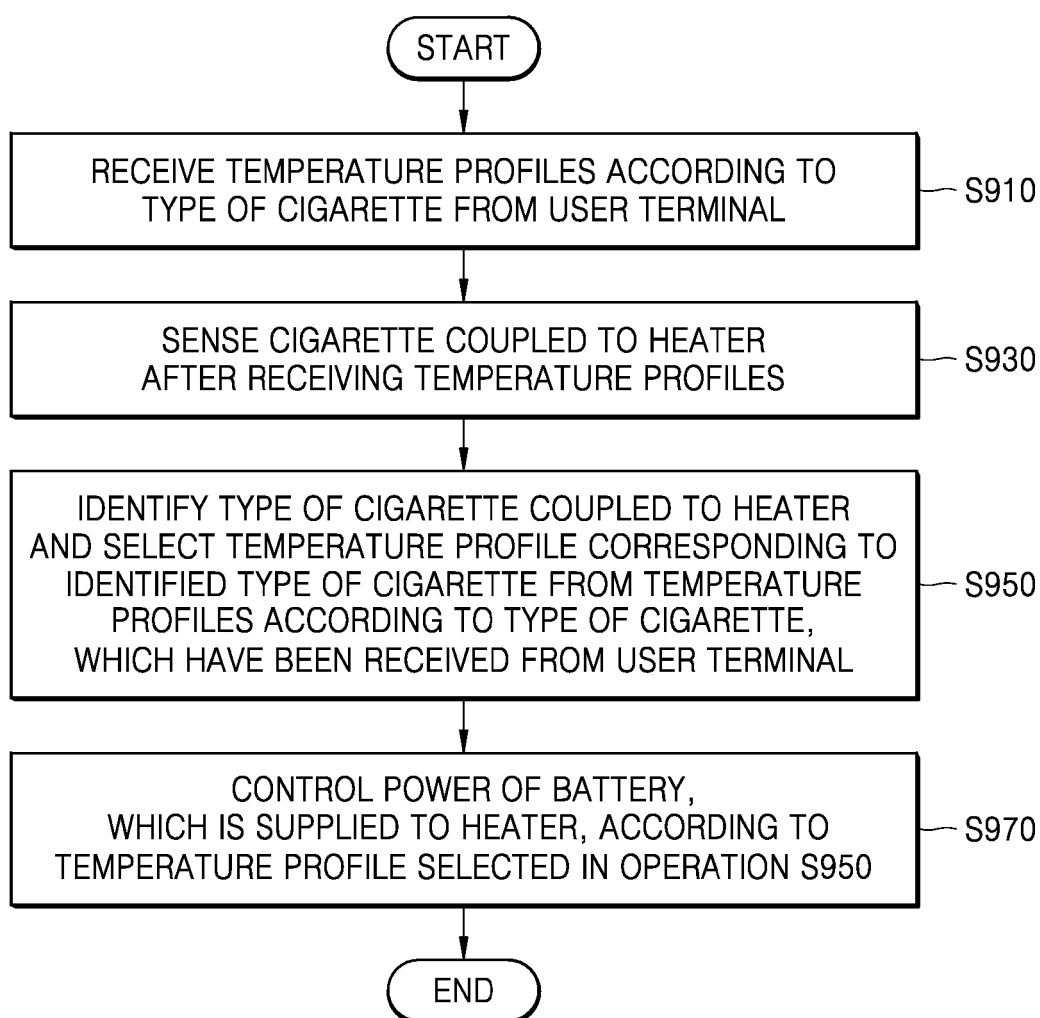 START
RECEIVE TEMPERATURE PROFILES ACCORDING TO
TYPE OF CIGARETTE FROM USER TERMINAL
S910
SENSE CIGARETTE COUPLED TO HEATER
AFTER RECEIVING TEMPERATURE PROFILES
S930
IDENTIFY TYPE OF CIGARETTE COUPLED TO HEATER
AND SELECT TEMPERATURE PROFILE CORRESPONDING TO
IDENTIFIED TYPE OF CIGARETTE FROM TEMPERATURE
PROFILES ACCORDING TO TYPE OF CIGARETTE,
WHICH HAVE BEEN RECEIVED FROM USER TERMINAL
S950
CONTROL POWER OF BATTERY,
WHICH IS SUPPLIED TO HEATER, ACCORDING TO
TEMPERATURE PROFILE SELECTED IN OPERATION S950
S970
END